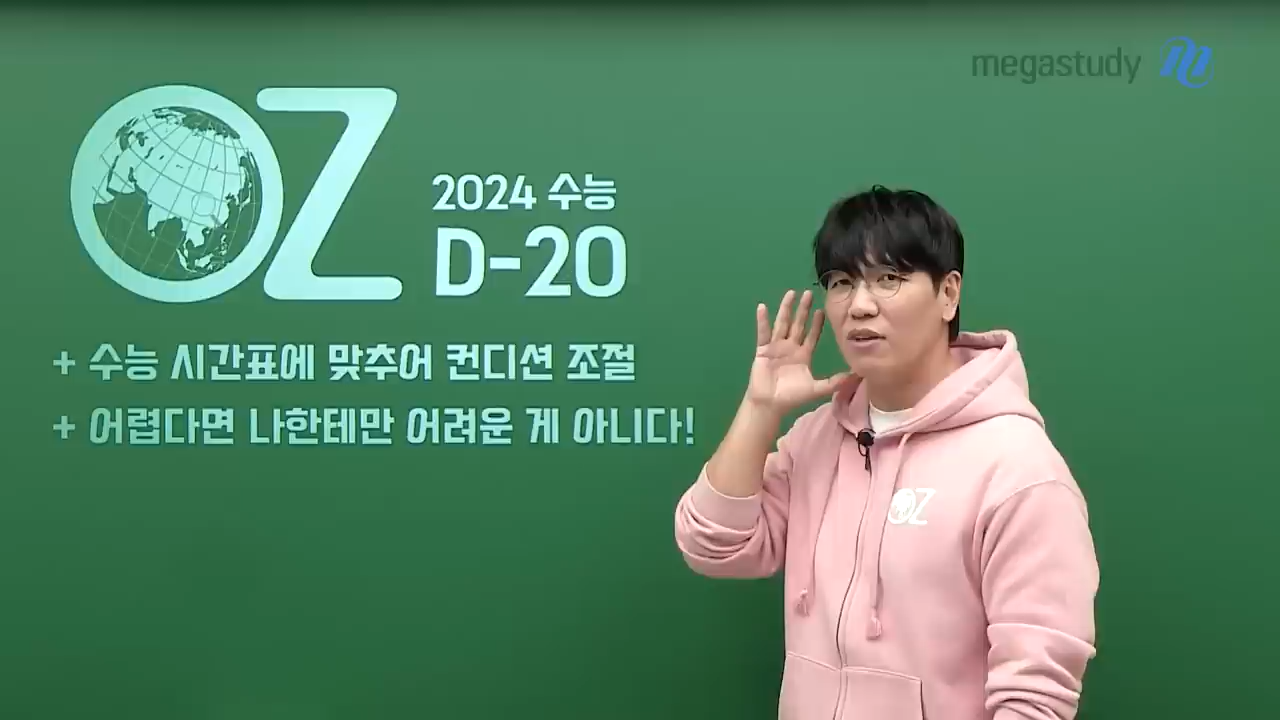 megastudy
OZ
2024 수능
D-20
+ 수능 시간표에 맞추어 컨디션 조절
+ 어렵다면 나한테만 어려운 게 아니다!
OZ